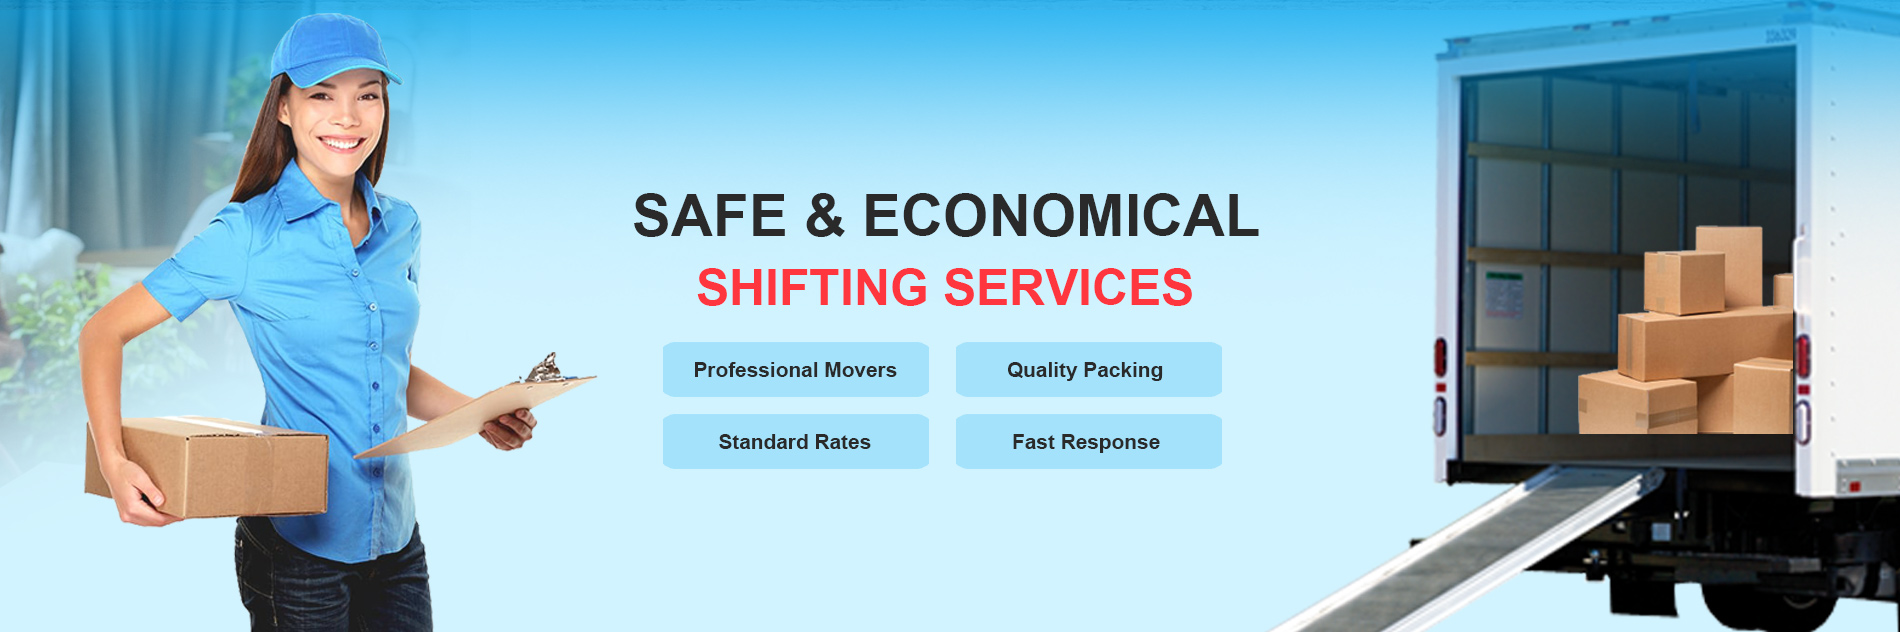 SAFE & ECONOMICAL
SHIFTING SERVICES
Professional Movers
Quality Packing
Standard Rates
Fast Response